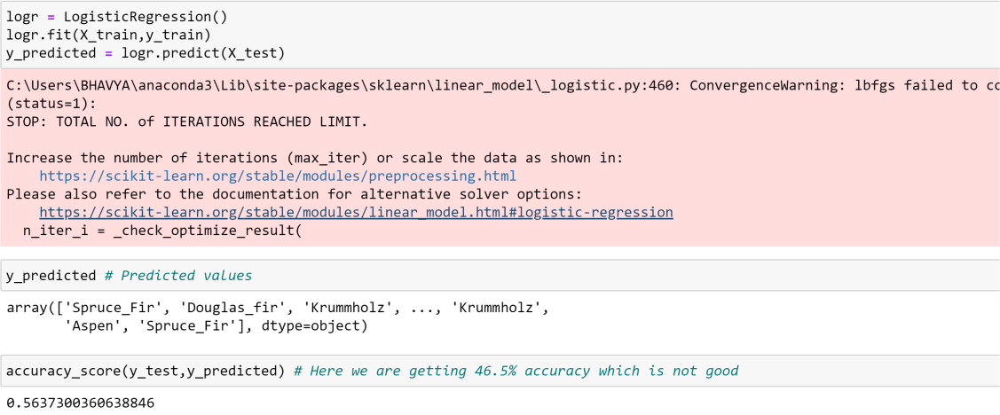 logr = LogisticRegression()
logr.fit(X_train,y_train)
y_predicted = logr.predict(X_test)
C:\Users\BHAVYA\anaconda3\Lib\site-packages\sklearn\linear_model\_logistic.py:460: ConvergenceWarning: lbfgs failed to
(status=1):
STOP: TOTAL NO. of ITERATIONS REACHED LIMIT.
Increase the number of iterations (max_iter) or scale the data as shown in:
    https://scikit-learn.org/stable/modules/preprocessing.html
Please also refer to the documentation for alternative solver options:
    https://scikit-learn.org/stable/modules/linear_model.html#logistic-regression
  n_iter_i = _check_optimize_result(
y_predicted # Predicted values
array(['Spruce_Fir', 'Douglas_fir', 'Krummholz', ..., 'Krummholz',
       'Aspen', 'Spruce_Fir'], dtype=object)
accuracy_score(y_test,y_predicted) # Here we are getting 46.5% accuracy which is not good
0.5637300360638846